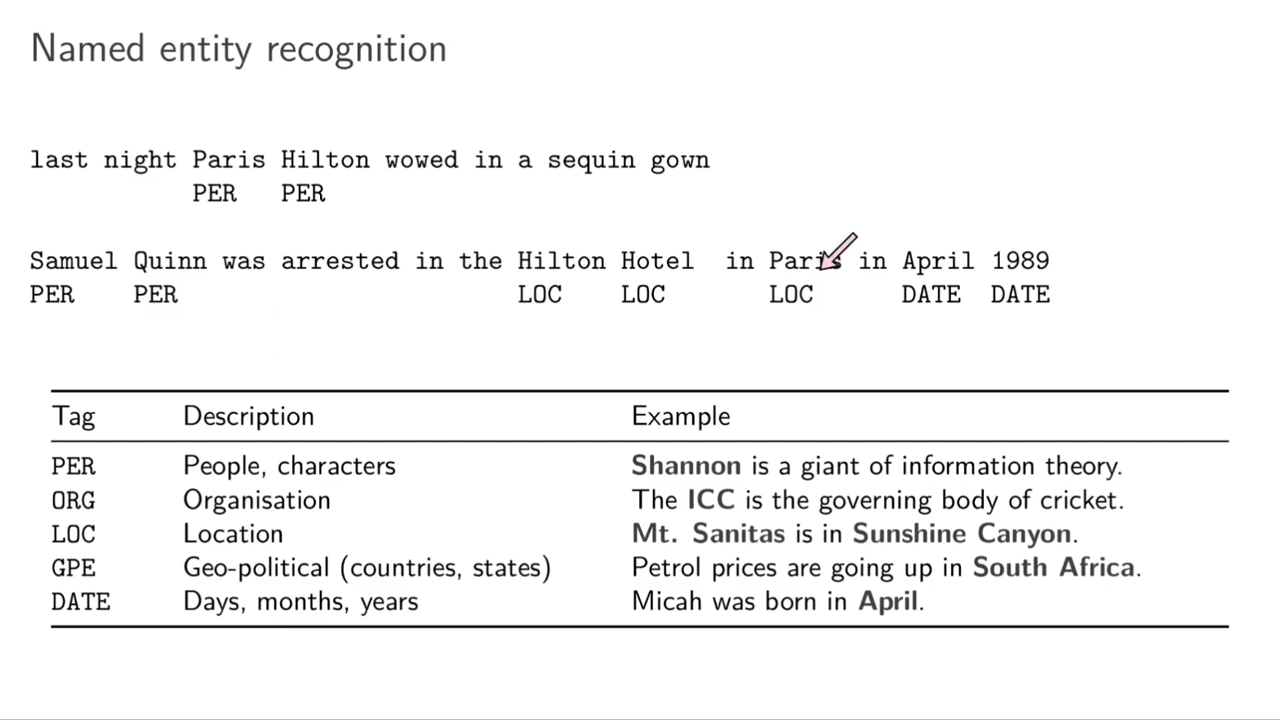 Named entity recognition
last night Paris Hilton wowed in a sequin gown
PER PER
Samuel Quinn was arrested in the Hilton Hotel in Paris in April 1989
PER PER LOC LOC LOC DATE DATE
Tag Description Example
PER People, characters Shannon is a giant of information theory.
ORG Organisation The ICC is the governing body of cricket.
LOC Location Mt. Sanitas is in Sunshine Canyon.
GPE Geo-political (countries, states) Petrol prices are going up in South Africa.
DATE Days, months, years Micah was born in April.